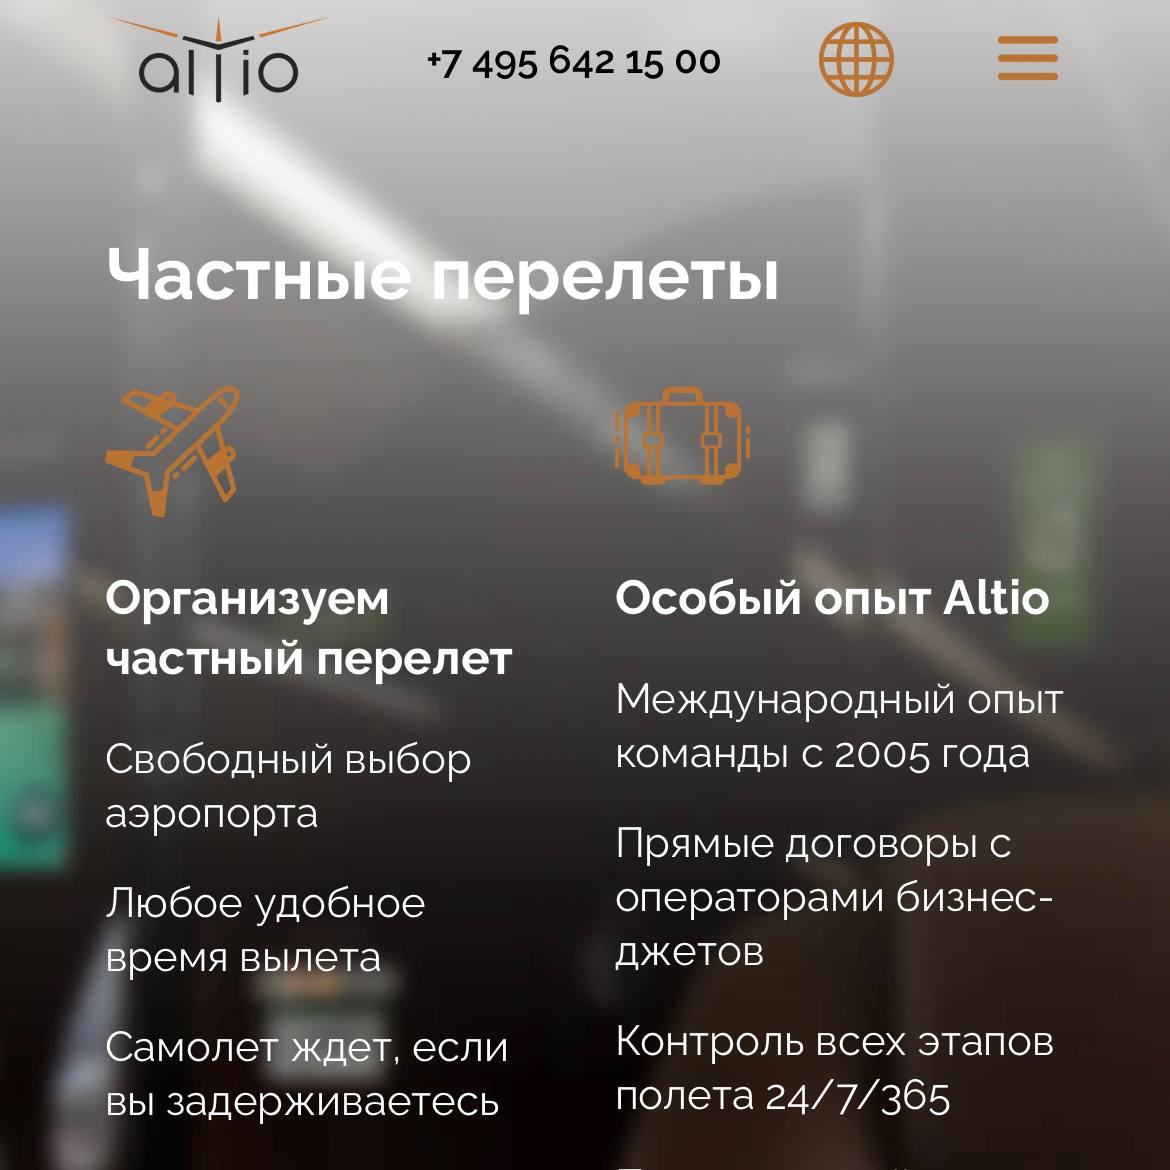 altio
+7 495 642 15 00
Частные перелеты
Организуем
частный перелет
Свободный выбор
аэропорта
Любое удобное
время вылета
Самолет ждет, если
вы задерживаетесь
Особый опыт Altio
Международный опыт
команды с 2005 года
Прямые договоры с
операторами бизнес-
джетов
Контроль всех этапов
полета 24/7/365